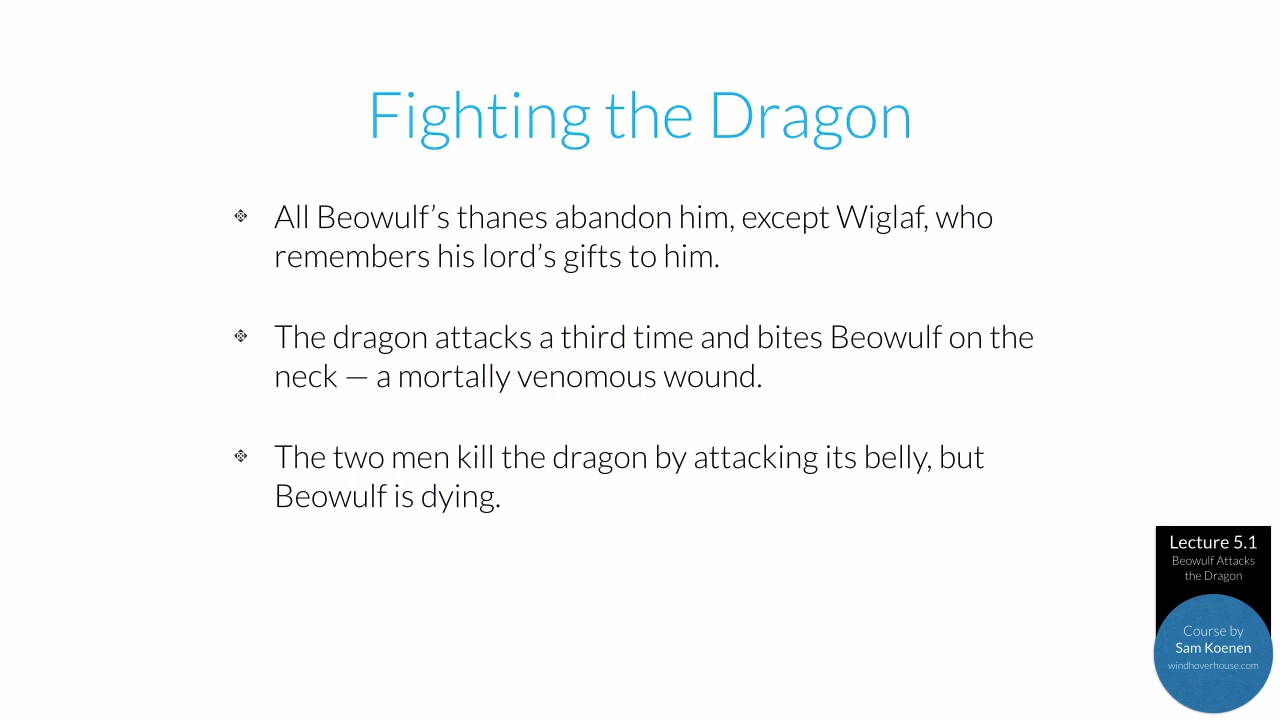 Fighting the Dragon
All Beowulf’s thanes abandon him, except Wiglaf, who
remembers his lord’s gifts to him.
The dragon attacks a third time and bites Beowulf on the
neck — a mortally venomous wound.
The two men kill the dragon by attacking its belly, but
Beowulf is dying.
Lecture 5.1
Beowulf Attacks
the Dragon
Course by
Sam Koenen
windhoverhouse.com